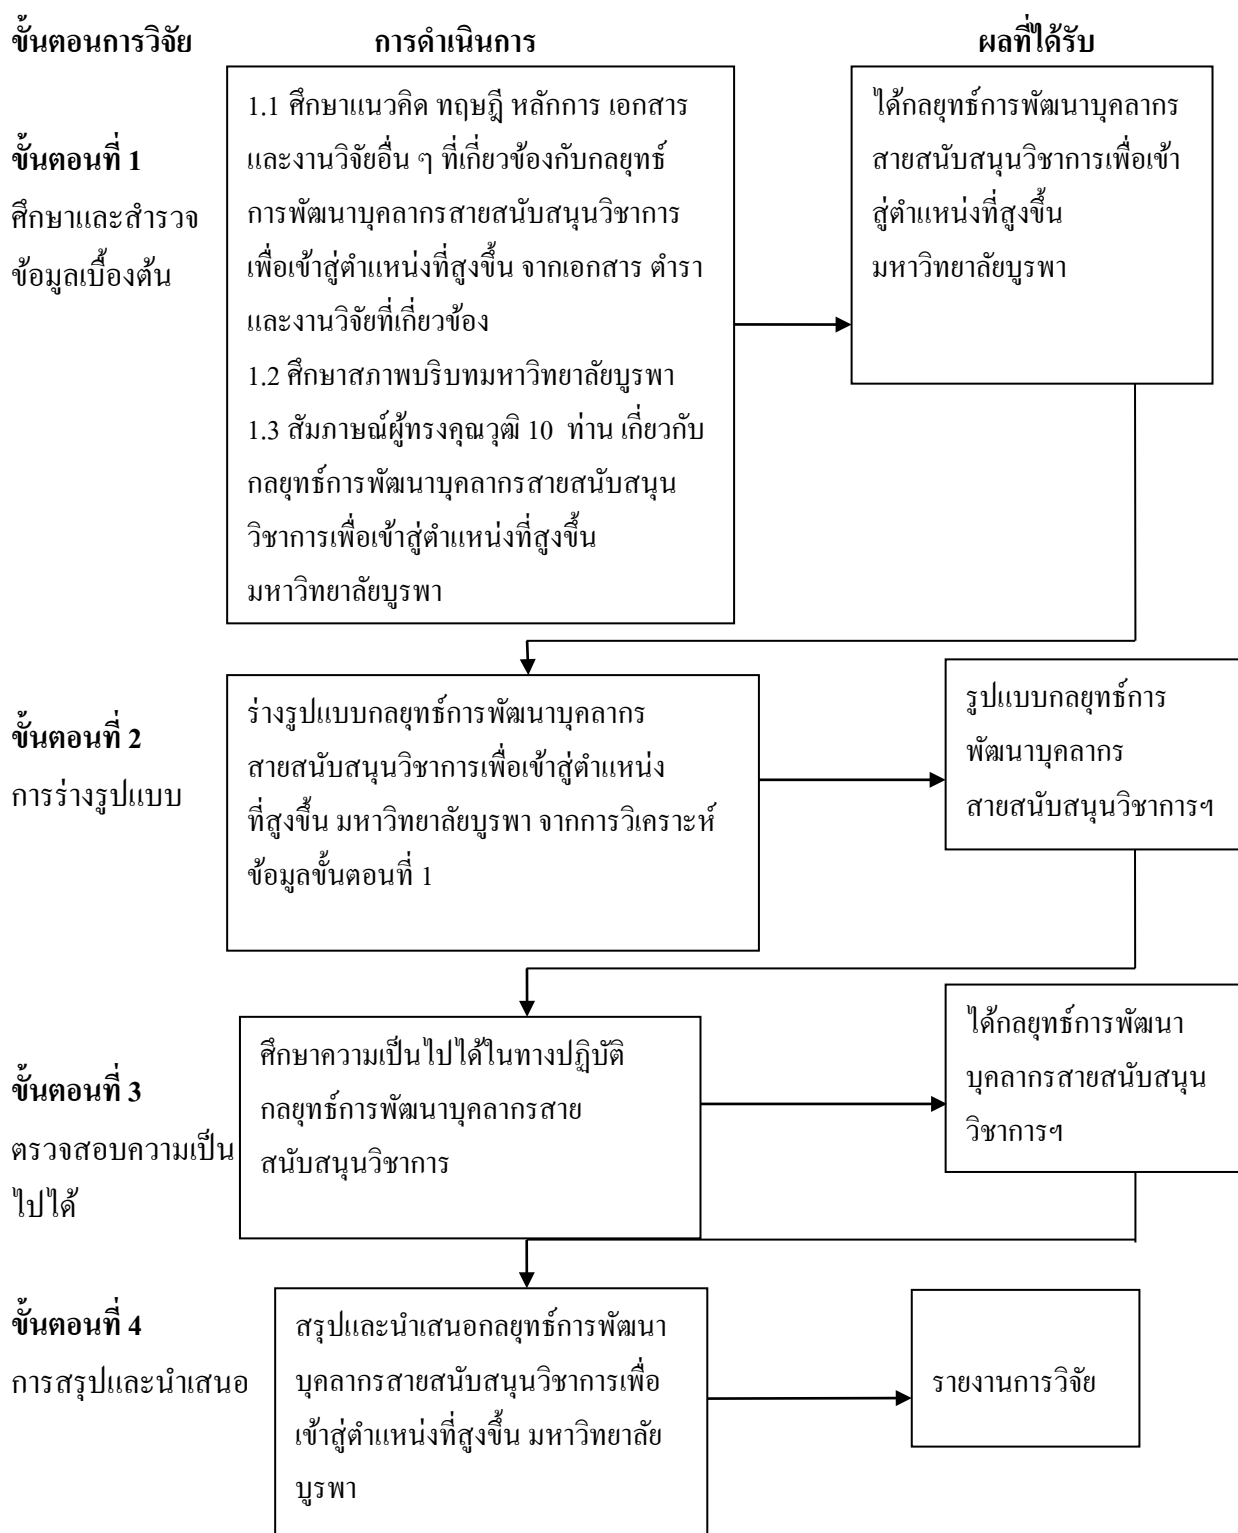 ขั้นตอนการวิจัย การดำเนินการ ผลที่ได้รับ
ขั้นตอนที่ 1
ศึกษาและสำรวจ
ข้อมูลเบื้องต้น
1.1 ศึกษาแนวคิด ทฤษฎี หลักการ เอกสาร
และงานวิจัยอื่น ๆ ที่เกี่ยวข้องกับกลยุทธ์
การพัฒนาบุคลากรสายสนับสนุนวิชาการ
เพื่อเข้าสู่ตำแหน่งที่สูงขึ้น จากเอกสาร ตำรา
และงานวิจัยที่เกี่ยวข้อง
1.2 ศึกษาสภาพบริบทมหาวิทยาลัยบูรพา
1.3 สัมภาษณ์ผู้ทรงคุณวุฒิ 10 ท่าน เกี่ยวกับ
กลยุทธ์การพัฒนาบุคลากรสายสนับสนุน
วิชาการเพื่อเข้าสู่ตำแหน่งที่สูงขึ้น
มหาวิทยาลัยบูรพา
ได้กลยุทธ์การพัฒนาบุคลากร
สายสนับสนุนวิชาการเพื่อเข้า
สู่ตำแหน่งที่สูงขึ้น
มหาวิทยาลัยบูรพา
ขั้นตอนที่ 2
การร่างรูปแบบ
ร่างรูปแบบกลยุทธ์การพัฒนาบุคลากร
สายสนับสนุนวิชาการเพื่อเข้าสู่ตำแหน่ง
ที่สูงขึ้น มหาวิทยาลัยบูรพา จากการวิเคราะห์
ข้อมูลขั้นตอนที่ 1
รูปแบบกลยุทธ์การ
พัฒนาบุคลากร
สายสนับสนุนวิชาการฯ
ขั้นตอนที่ 3
ตรวจสอบความเป็น
ไปได้
ศึกษาความเป็นไปได้ในทางปฏิบัติ
กลยุทธ์การพัฒนาบุคลากรสาย
สนับสนุนวิชาการ
ได้กลยุทธ์การพัฒนา
บุคลากรสายสนับสนุน
วิชาการฯ
ขั้นตอนที่ 4
การสรุปและนำเสนอ
สรุปและนำเสนอกลยุทธ์การพัฒนา
บุคลากรสายสนับสนุนวิชาการเพื่อ
เข้าสู่ตำแหน่งที่สูงขึ้น มหาวิทยาลัย
บูรพา
รายงานการวิจัย